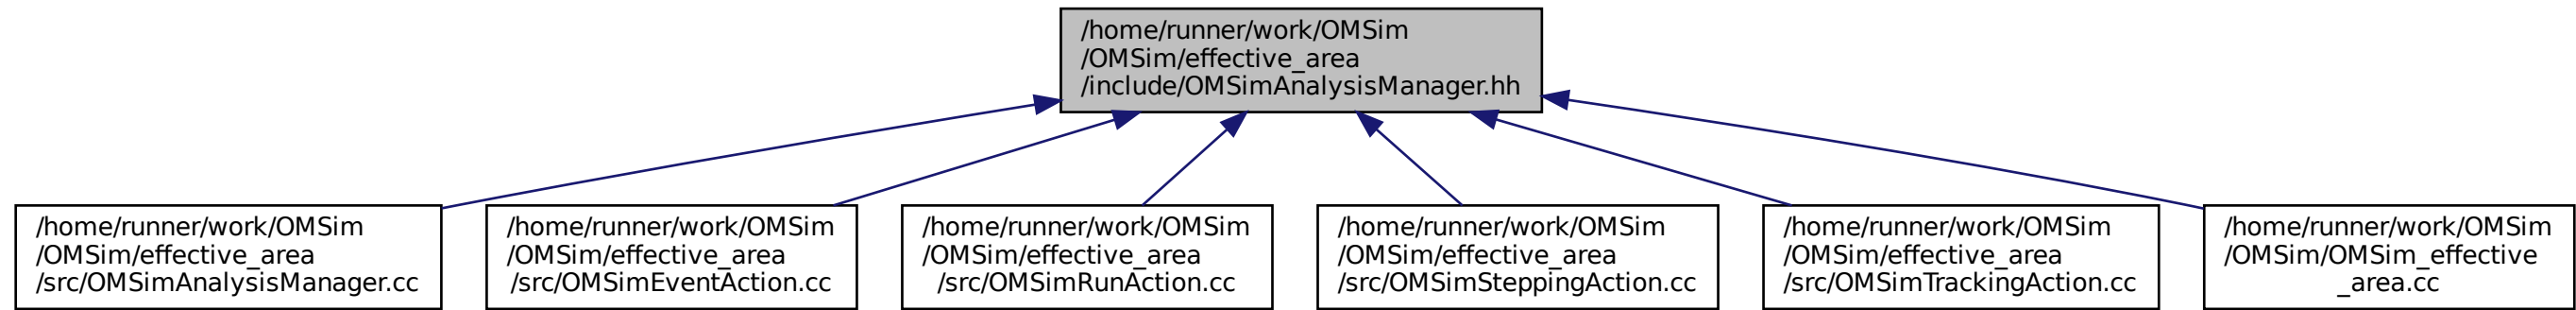 /home/runner/work/OMSim
/OMSim/effective_area
/include/OMSimAnalysisManager.hh
/home/runner/work/OMSim
/OMSim/effective_area
/src/OMSimAnalysisManager.cc
/home/runner/work/OMSim
/OMSim/effective_area
/src/OMSimEventAction.cc
/home/runner/work/OMSim
/OMSim/effective_area
/src/OMSimRunAction.cc
/home/runner/work/OMSim
/OMSim/effective_area
/src/OMSimSteppingAction.cc
/home/runner/work/OMSim
/OMSim/effective_area
/src/OMSimTrackingAction.cc
/home/runner/work/OMSim
/OMSim/OMSim_effective
_area.cc